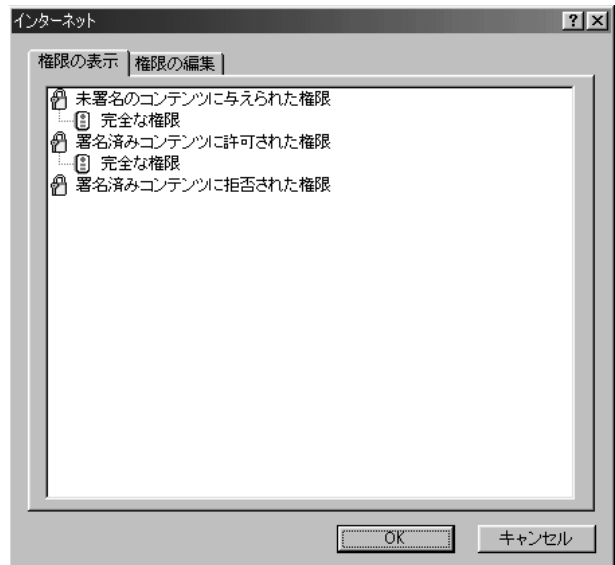 インターネット
権限の表示
権限の編集
未署名のコンテンツに与えられた権限
完全な権限
署名済みコンテンツに許可された権限
完全な権限
署名済みコンテンツに拒否された権限
OK
キャンセル